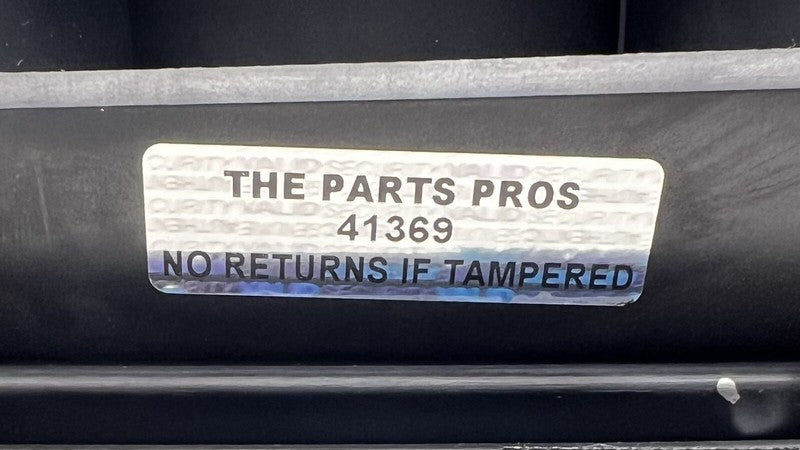 THE PARTS PROS
41369
NO RETURNS IF TAMPERED